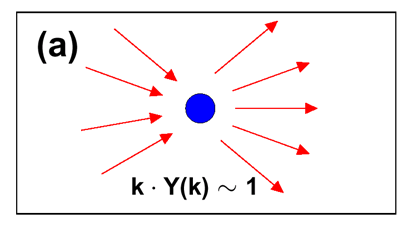 (a)
k · Y(k) ∼ 1